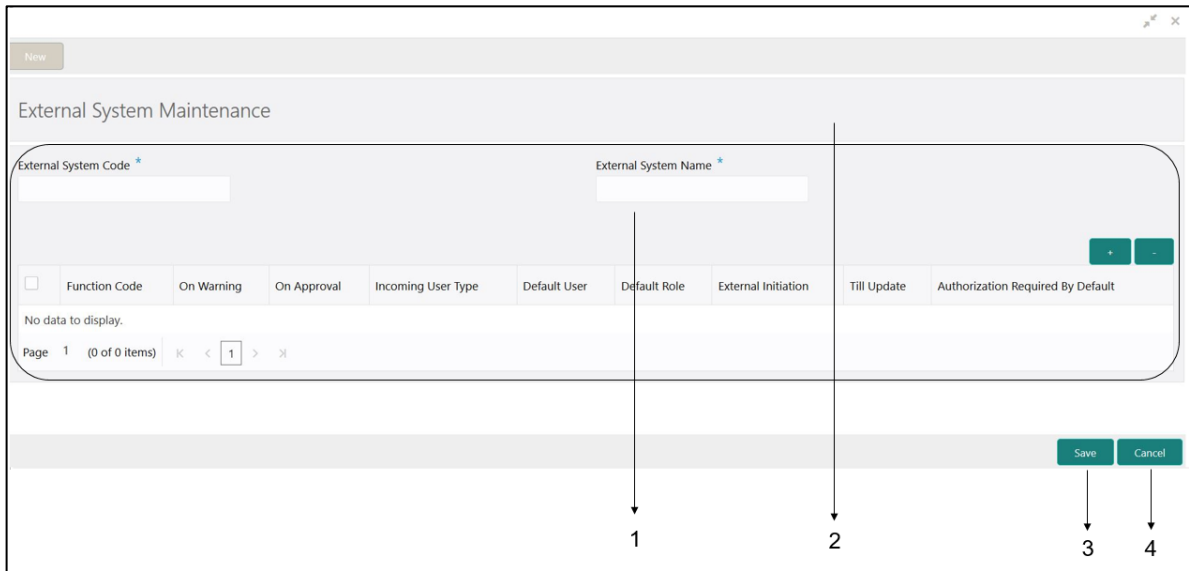 New
External System Maintenance
External System Code * External System Name *
+ -
Function Code On Warning On Approval Incoming User Type Default User Default Role External Initiation Till Update Authorization Required By Default
No data to display.
Page 1 (0 of 0 items) 1
Save Cancel
1 2 3 4